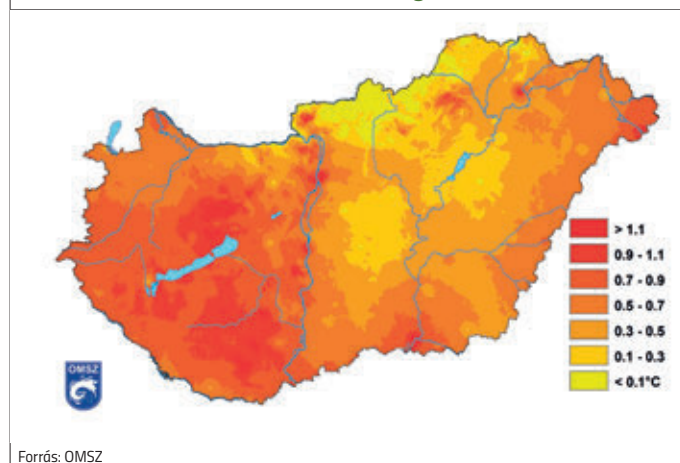 > 1.1
0.9 - 1.1
0.7 - 0.9
0.5 - 0.7
0.3 - 0.5
0.1 - 0.3
< 0.1°C
OMSZ
Forrás: OMSZ